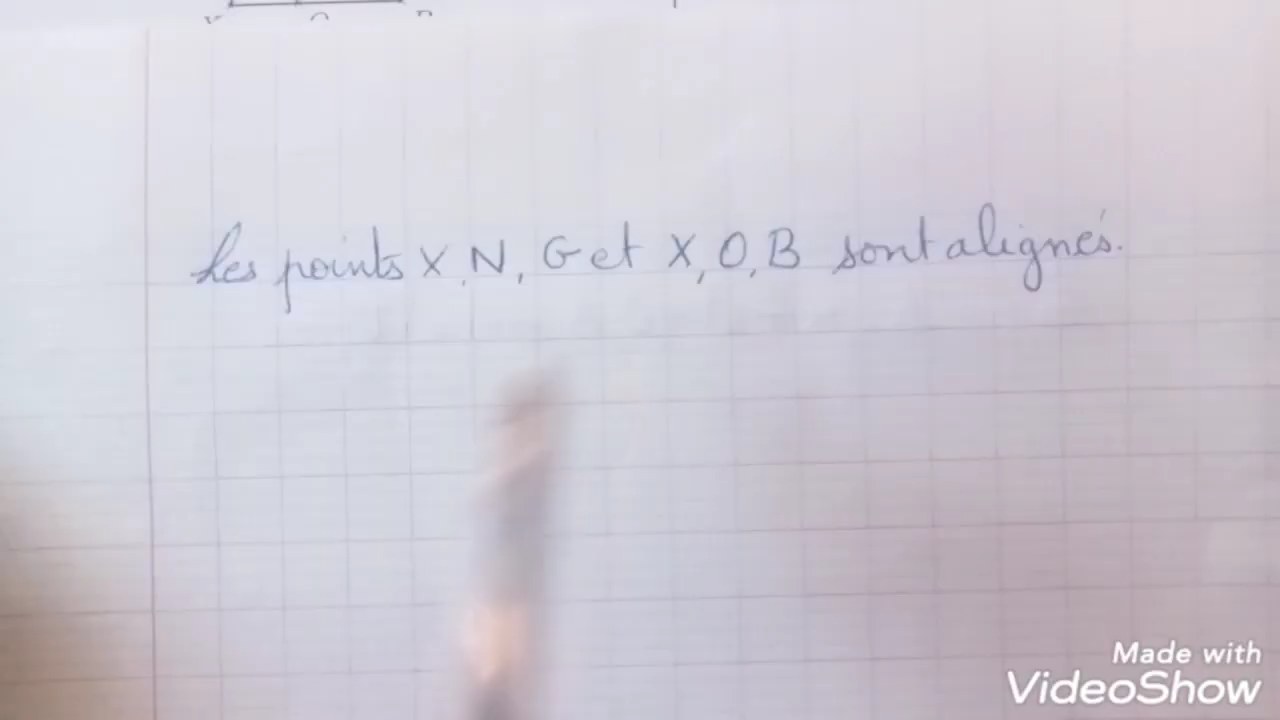 Les points X, N, G et X, O, B sont alignés.
Made with
VideoShow